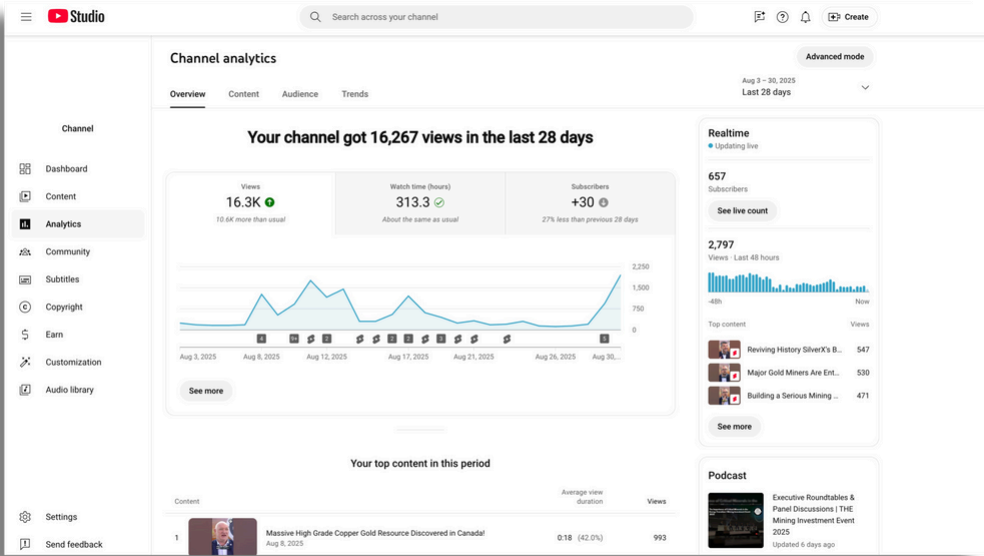 Studio
Search across your channel
Create
Channel analytics
Advanced mode
Overview
Content
Audience
Trends
Aug 3 – 30, 2025
Last 28 days
Channel
Dashboard
Content
Analytics
Community
Subtitles
Copyright
Earn
Customization
Audio library
Settings
Send feedback
Your channel got 16,267 views in the last 28 days
Views
16.3K
10.6K more than usual
Watch time (hours)
313.3
About the same as usual
Subscribers
+30
27% less than previous 28 days
2,250
1,500
750
0
4
9+
2
2
2
3
5
Aug 3, 2025
Aug 8, 2025
Aug 12, 2025
Aug 17, 2025
Aug 21, 2025
Aug 26, 2025
Aug 30,...
See more
Your top content in this period
Content
Average view
duration
Views
1
Massive High Grade Copper Gold Resource Discovered in Canada!
Aug 8, 2025
0:18 (42.0%)
993
Realtime
Updating live
657
Subscribers
See live count
2,797
Views · Last 48 hours
-48h
Now
Top content
Views
Reviving History SilverX's B...
547
Major Gold Miners Are Ent...
530
Building a Serious Mining ...
471
See more
Podcast
Executive Roundtables &
Panel Discussions | THE
Mining Investment Event
2025
Updated 6 days ago